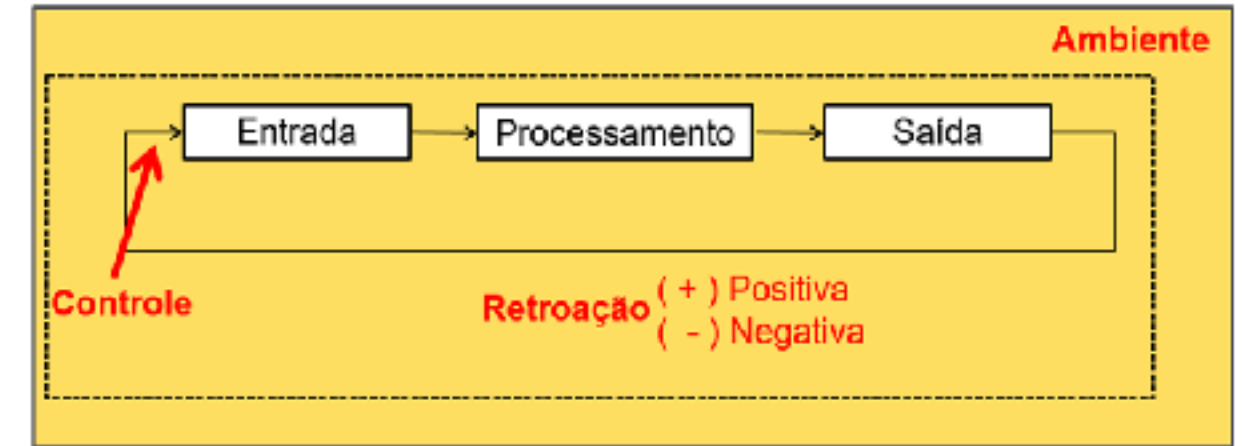 Ambiente
Entrada
Processamento
Saída
Controle
Retroação
( + ) Positiva
( - ) Negativa